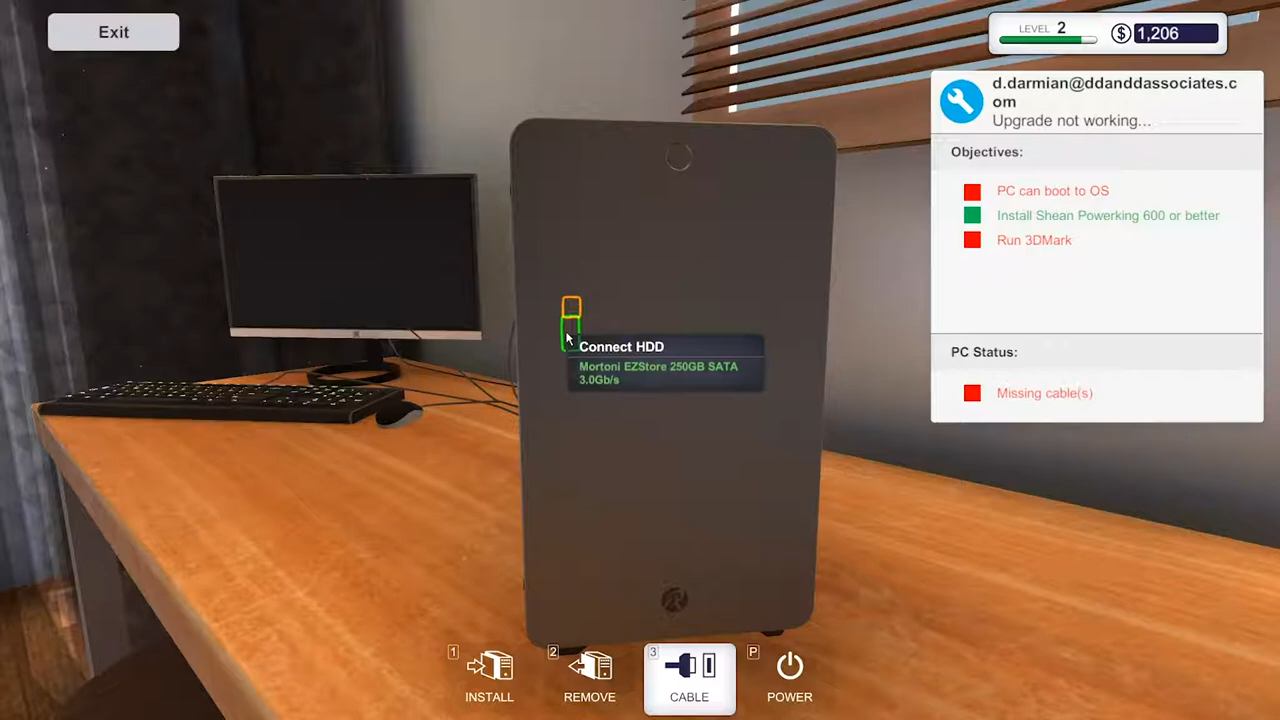 Exit
LEVEL 2
$ 1,206
d.darmian@ddanddassociates.c
om
Upgrade not working...
Objectives:
PC can boot to OS
Install Shean Powerking 600 or better
Run 3DMark
PC Status:
Missing cable(s)
Connect HDD
Mortoni EZStore 250GB SATA
3.0Gb/s
1
INSTALL
2
REMOVE
3
CABLE
P
POWER